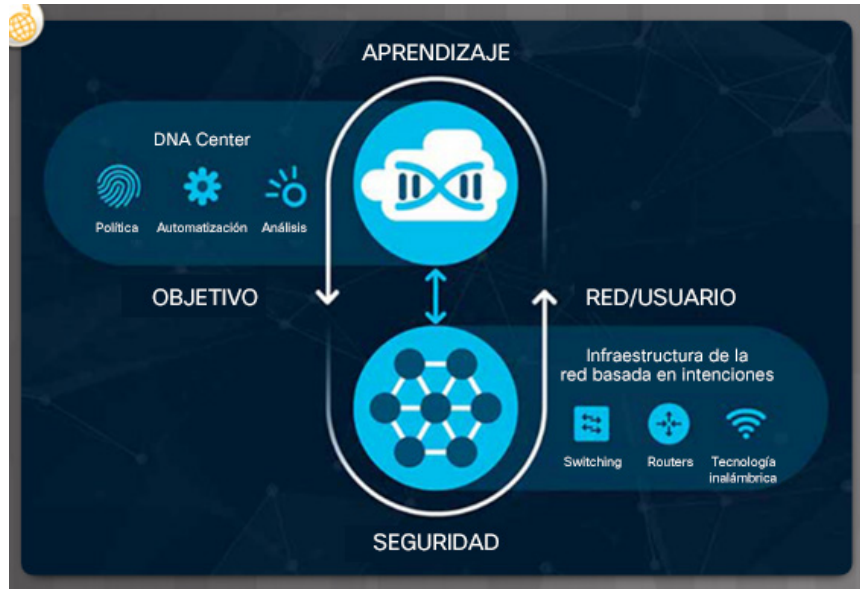 APRENDIZAJE
DNA Center
Política
Automatización
Análisis
OBJETIVO
RED/USUARIO
Infraestructura de la
red basada en intenciones
Switching
Routers
Tecnología
inalámbrica
SEGURIDAD